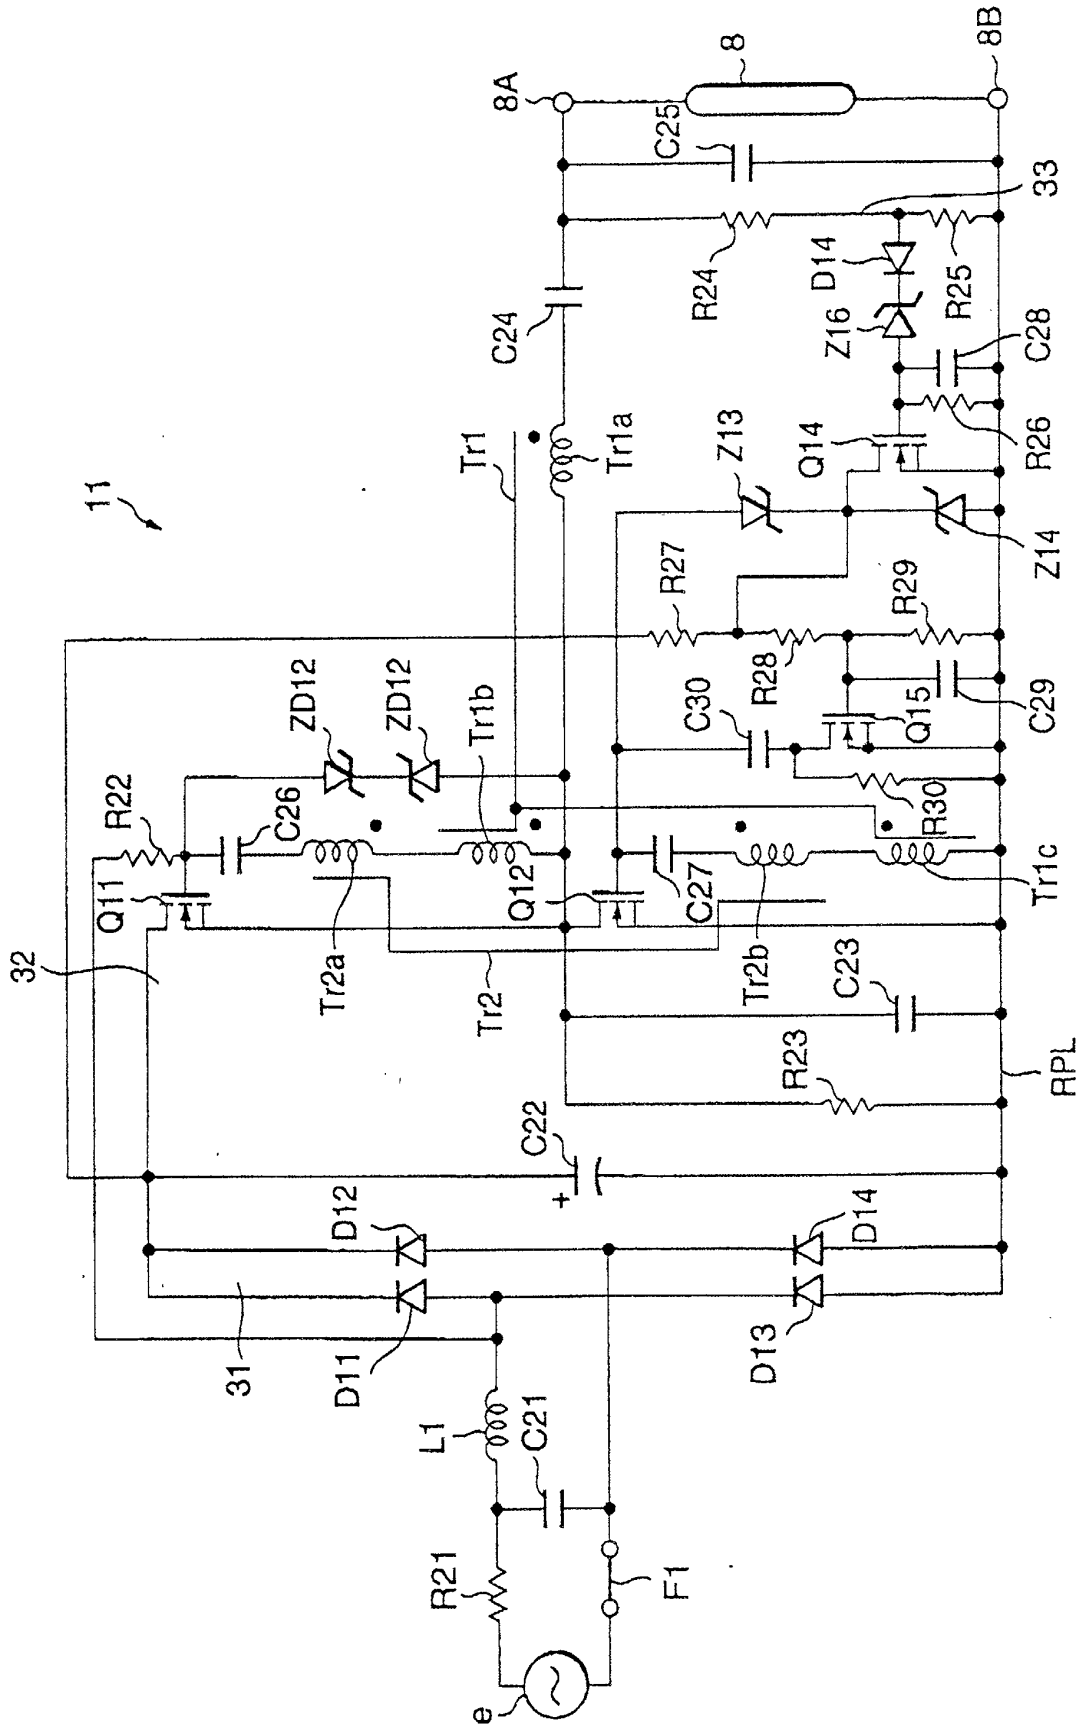 11
32
31
e
R21
F1
L1
C21
D11
D12
D13
D14
C22
+
R23
C23
RPL
Q11
R22
C26
Tr2a
Tr2
Tr2b
ZD12
ZD12
Tr1b
Q12
C27
Tr1c
R30
C30
Q15
C29
R27
R28
R29
Z13
Z14
Q14
R26
C28
Z16
D14
R25
R24
33
Tr1
Tr1a
C24
C25
8A
8
8B